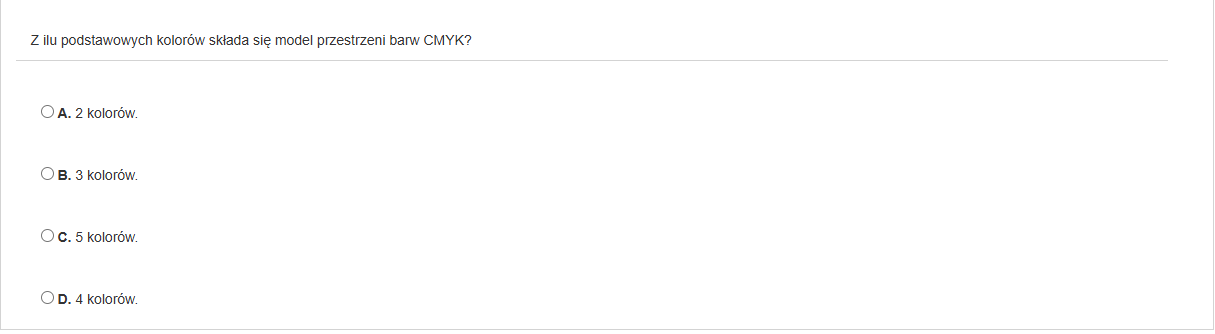 Z ilu podstawowych kolorów składa się model przestrzeni barw CMYK?
A. 2 kolorów.
B. 3 kolorów.
C. 5 kolorów.
D. 4 kolorów.